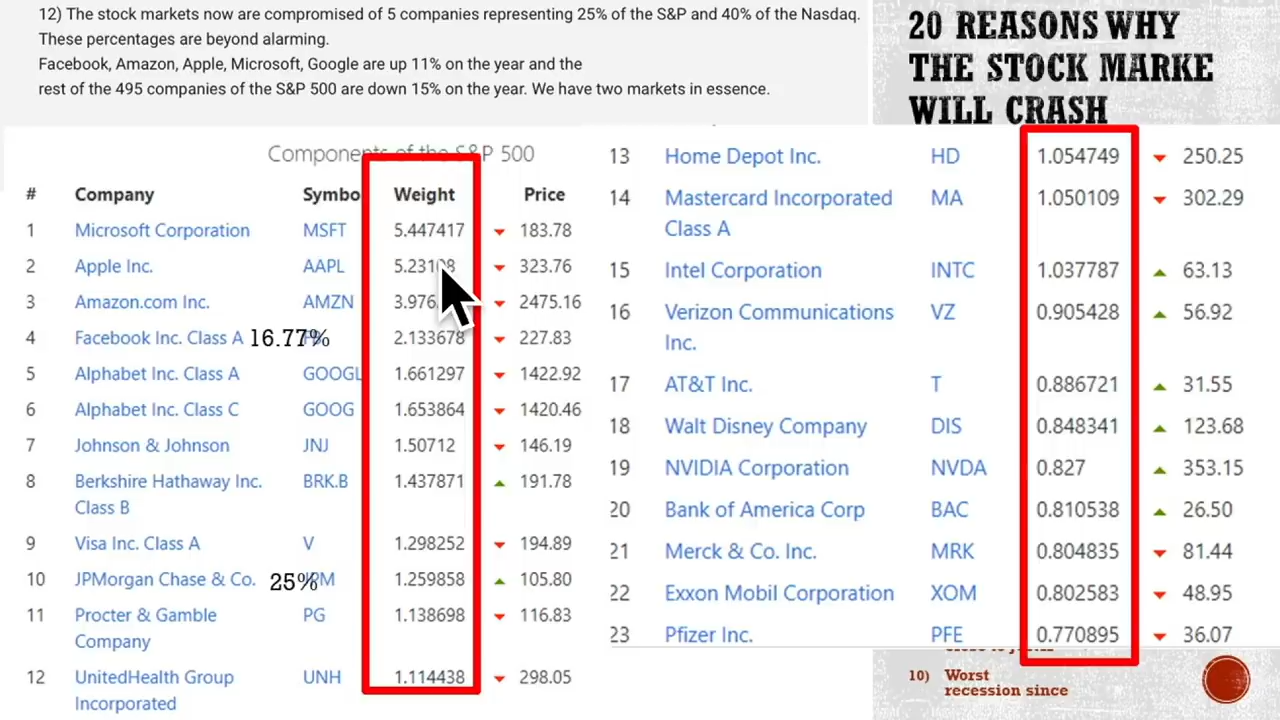 12) The stock markets now are compromised of 5 companies representing 25% of the S&P and 40% of the Nasdaq.
These percentages are beyond alarming.
Facebook, Amazon, Apple, Microsoft, Google are up 11% on the year and the
rest of the 495 companies of the S&P 500 are down 15% on the year. We have two markets in essence.
20 REASONS WHY
THE STOCK MARKE
WILL CRASH
Components of the S&P 500
# Company Symbo Weight Price
1 Microsoft Corporation MSFT 5.447417 183.78
2 Apple Inc. AAPL 323.76
3 Amazon.com Inc. AMZN 2475.16
4 Facebook Inc. Class A 16.77% 2.133678 227.83
5 Alphabet Inc. Class A GOOGL 1.661297 1422.92
6 Alphabet Inc. Class C GOOG 1.653864 1420.46
7 Johnson & Johnson JNJ 1.50712 146.19
8 Berkshire Hathaway Inc. BRK.B 1.437871 191.78
Class B
9 Visa Inc. Class A V 1.298252 194.89
10 JPMorgan Chase & Co. 25% 1.259858 105.80
11 Procter & Gamble PG 1.138698 116.83
Company
12 UnitedHealth Group UNH 1.114438 298.05
Incorporated
13 Home Depot Inc. HD 1.054749 250.25
14 Mastercard Incorporated MA 1.050109 302.29
Class A
15 Intel Corporation INTC 1.037787 63.13
16 Verizon Communications VZ 0.905428 56.92
Inc.
17 AT&T Inc. T 0.886721 31.55
18 Walt Disney Company DIS 0.848341 123.68
19 NVIDIA Corporation NVDA 0.827 353.15
20 Bank of America Corp BAC 0.810538 26.50
21 Merck & Co. Inc. MRK 0.804835 81.44
22 Exxon Mobil Corporation XOM 0.802583 48.95
23 Pfizer Inc. PFE 0.770895 36.07
10) Worst
recession since